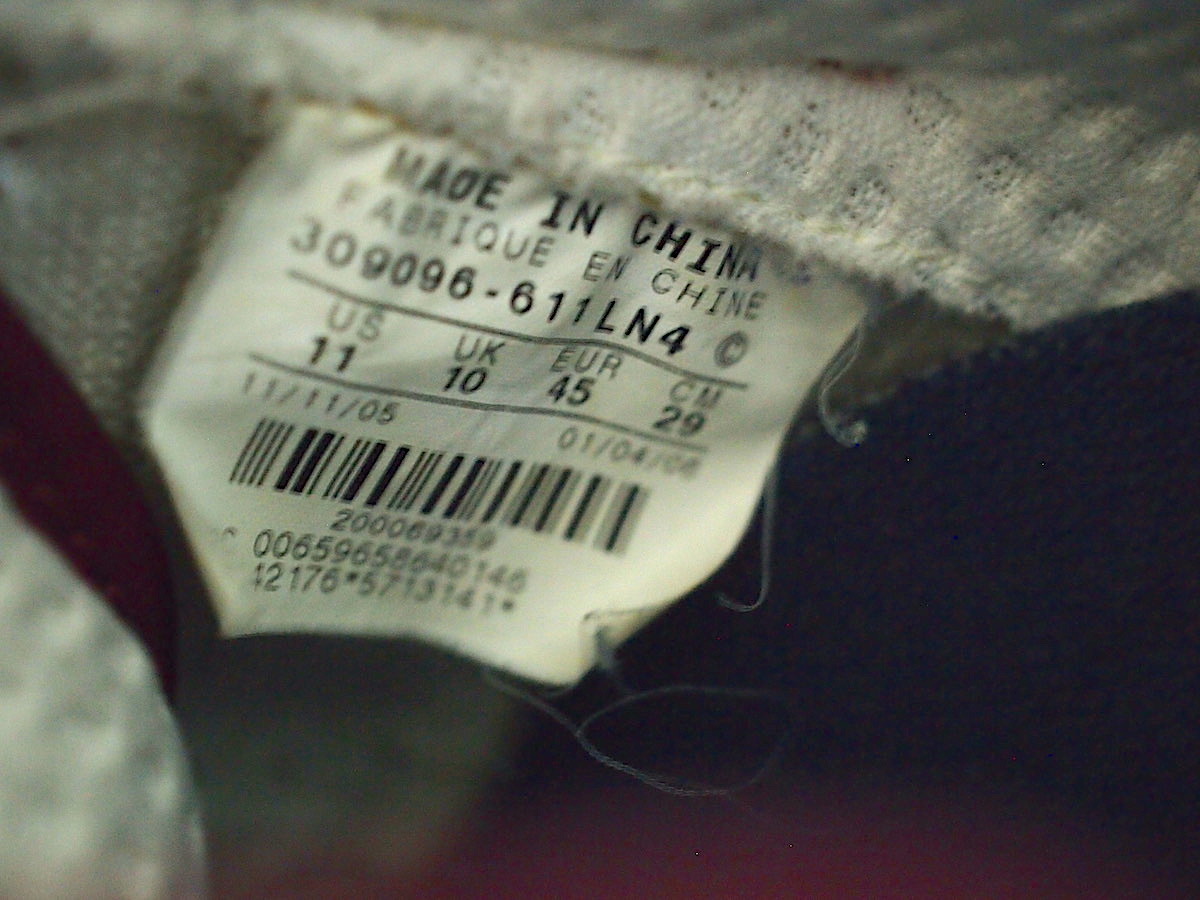 MADE IN CHINA
FABRIQUE EN CHINE
309096-611LN4 ©
US UK EUR CM
11 10 45 29
11/11/05 01/04/06
200069359
00659658640146
12176*5713141*